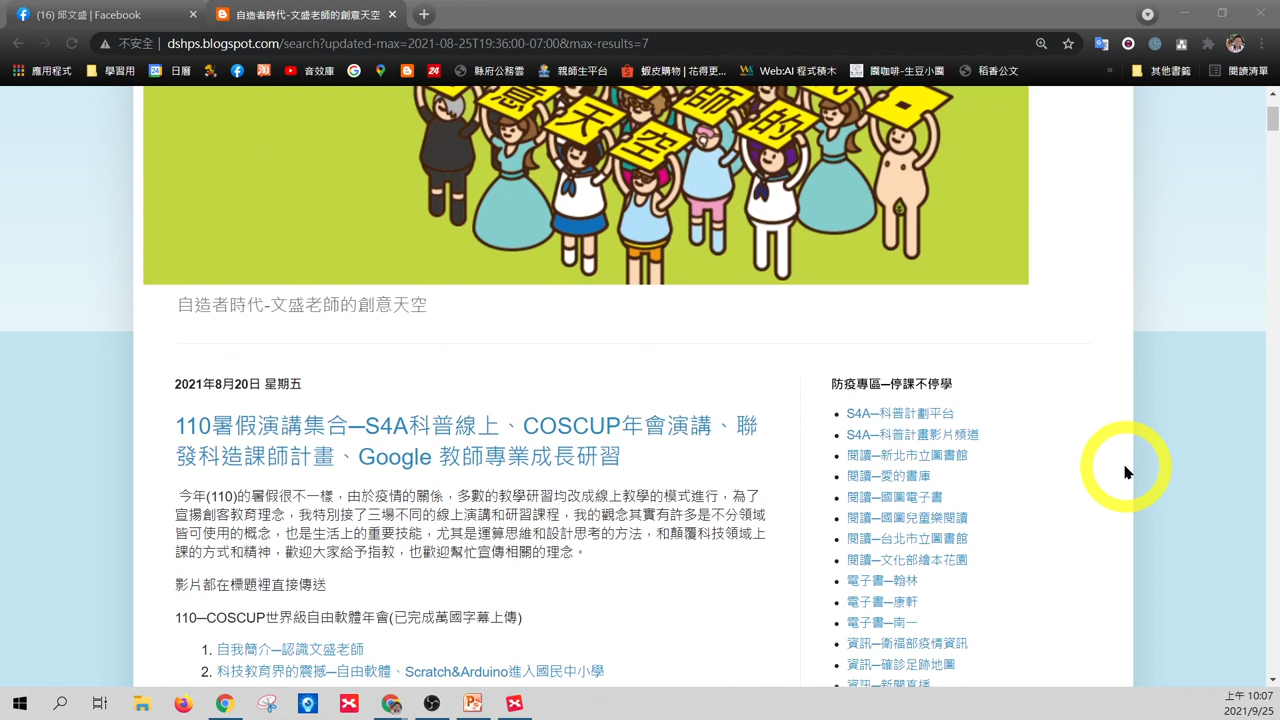 (16) 邱文盛 | Facebook
自造者時代-文盛老師的創意天空
不安全 | dshps.blogspot.com/search?updated-max=2021-08-25T19:36:00-07:00&max-results=7
應用程式
學習用
日曆
音效庫
24
縣府公務雲
親師生平台
蝦皮購物 | 花得更...
Web:AI 程式積木
園咖啡-生豆小園
稻香公文
»
其他書籤
閱讀清單
意 天 空 師 的
自造者時代-文盛老師的創意天空
2021年8月20日 星期五
110暑假演講集合─S4A科普線上、COSCUP年會演講、聯
發科造課師計畫、Google 教師專業成長研習
今年(110)的暑假很不一樣，由於疫情的關係，多數的教學研習均改成線上教學的模式進行，為了
宣揚創客教育理念，我特別接了三場不同的線上演講和研習課程，我的觀念其實有許多是不分領域
皆可使用的概念，也是生活上的重要技能，尤其是運算思維和設計思考的方法，和顛覆科技領域上
課的方式和精神，歡迎大家給予指教，也歡迎幫忙宣傳相關的理念。
影片都在標題裡直接傳送
110─COSCUP世界級自由軟體年會(已完成萬國字幕上傳)
1. 自我簡介─認識文盛老師
2. 科技教育界的震撼─自由軟體、Scratch&Arduino進入國民中小學
防疫專區─停課不停學
S4A─科普計劃平台
S4A─科普計畫影片頻道
閱讀─新北市立圖書館
閱讀─愛的書庫
閱讀─國圖電子書
閱讀─國圖兒童樂閱讀
閱讀─台北市立圖書館
閱讀─文化部繪本花園
電子書─翰林
電子書─康軒
電子書─南一
資訊─衛福部疫情資訊
資訊─確診足跡地圖
資訊─新聞直播
上午 10:07
2021/9/25